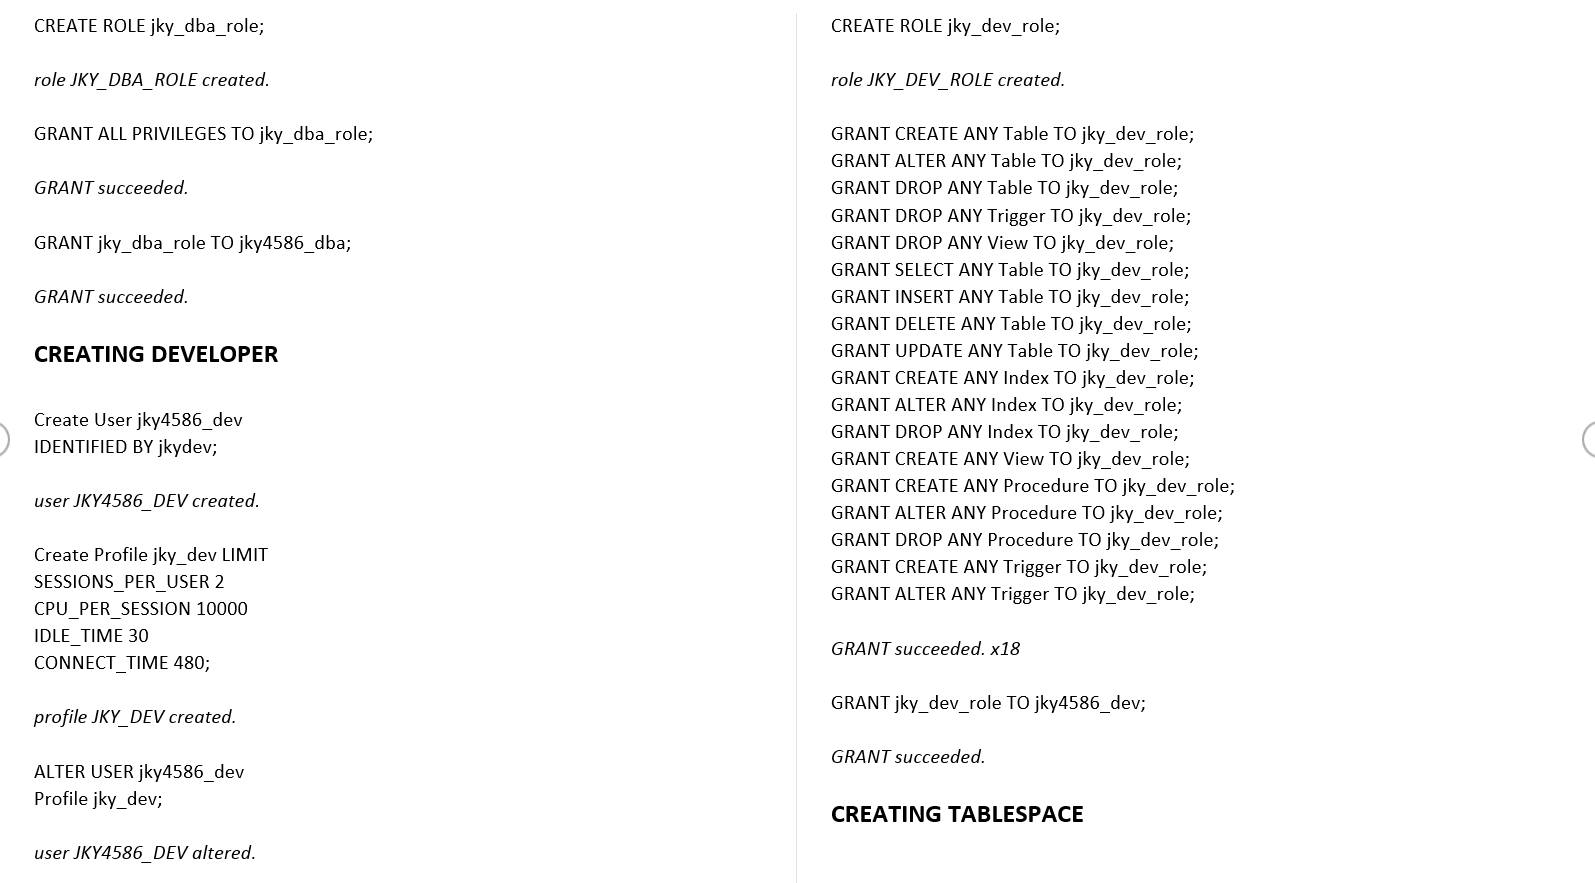 CREATE ROLE jky_dba_role;
role JKY_DBA_ROLE created.
GRANT ALL PRIVILEGES TO jky_dba_role;
GRANT succeeded.
GRANT jky_dba_role TO jky4586_dba;
GRANT succeeded.
CREATING DEVELOPER
Create User jky4586_dev
IDENTIFIED BY jkydev;
user JKY4586_DEV created.
Create Profile jky_dev LIMIT
SESSIONS_PER_USER 2
CPU_PER_SESSION 10000
IDLE_TIME 30
CONNECT_TIME 480;
profile JKY_DEV created.
ALTER USER jky4586_dev
Profile jky_dev;
user JKY4586_DEV altered.
CREATE ROLE jky_dev_role;
role JKY_DEV_ROLE created.
GRANT CREATE ANY Table TO jky_dev_role;
GRANT ALTER ANY Table TO jky_dev_role;
GRANT DROP ANY Table TO jky_dev_role;
GRANT DROP ANY Trigger TO jky_dev_role;
GRANT DROP ANY View TO jky_dev_role;
GRANT SELECT ANY Table TO jky_dev_role;
GRANT INSERT ANY Table TO jky_dev_role;
GRANT DELETE ANY Table TO jky_dev_role;
GRANT UPDATE ANY Table TO jky_dev_role;
GRANT CREATE ANY Index TO jky_dev_role;
GRANT ALTER ANY Index TO jky_dev_role;
GRANT DROP ANY Index TO jky_dev_role;
GRANT CREATE ANY View TO jky_dev_role;
GRANT CREATE ANY Procedure TO jky_dev_role;
GRANT ALTER ANY Procedure TO jky_dev_role;
GRANT DROP ANY Procedure TO jky_dev_role;
GRANT CREATE ANY Trigger TO jky_dev_role;
GRANT ALTER ANY Trigger TO jky_dev_role;
GRANT succeeded. x18
GRANT jky_dev_role TO jky4586_dev;
GRANT succeeded.
CREATING TABLESPACE